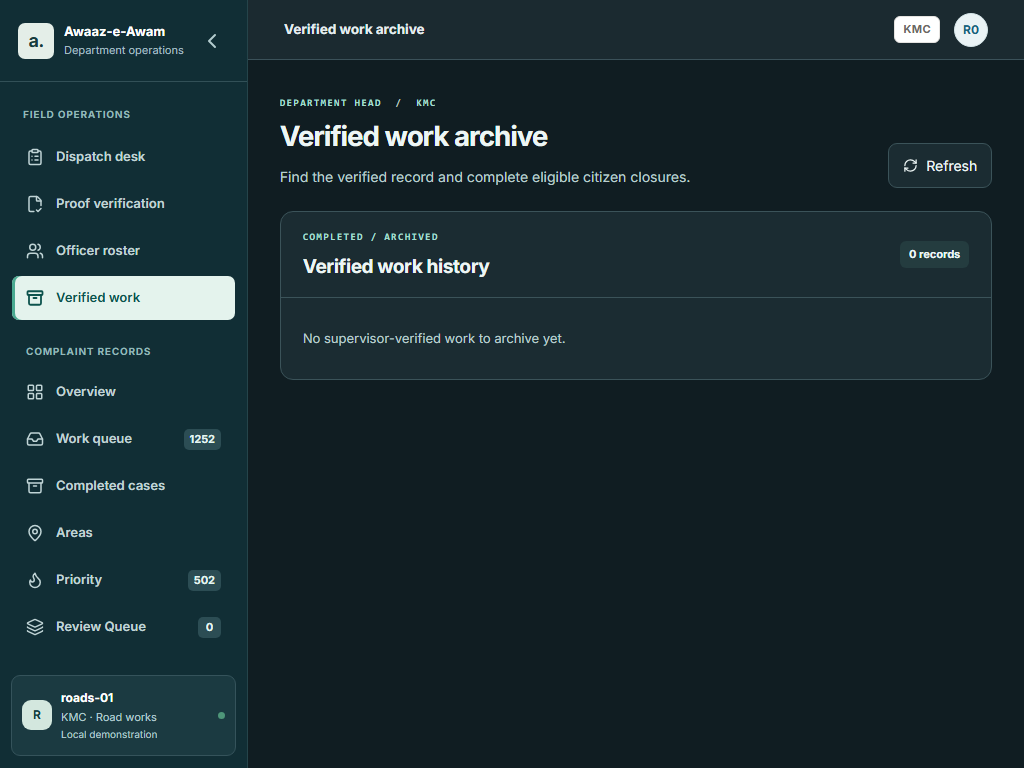 a.
Awaaz-e-Awam
Department operations
FIELD OPERATIONS
Dispatch desk
Proof verification
Officer roster
Verified work
COMPLAINT RECORDS
Overview
Work queue 1252
Completed cases
Areas
Priority 502
Review Queue 0
R
roads-01
KMC · Road works
Local demonstration
Verified work archive
KMC
R0
DEPARTMENT HEAD / KMC
Verified work archive
Find the verified record and complete eligible citizen closures.
Refresh
COMPLETED / ARCHIVED
Verified work history
0 records
No supervisor-verified work to archive yet.